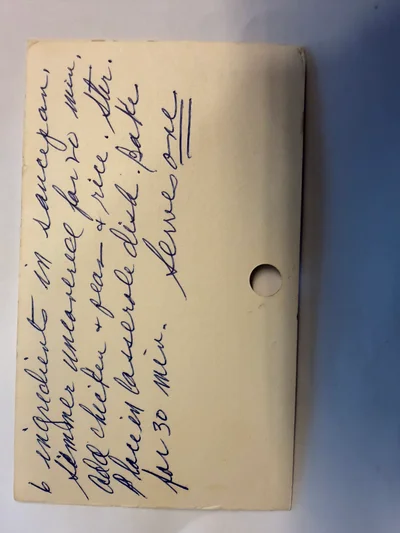 6 ingredients in saucepan.
Simmer uncovered for 20 min.
Add chicken + peas + rice. Stir.
Place in casserole dish. Bake
for 30 min. Serves one